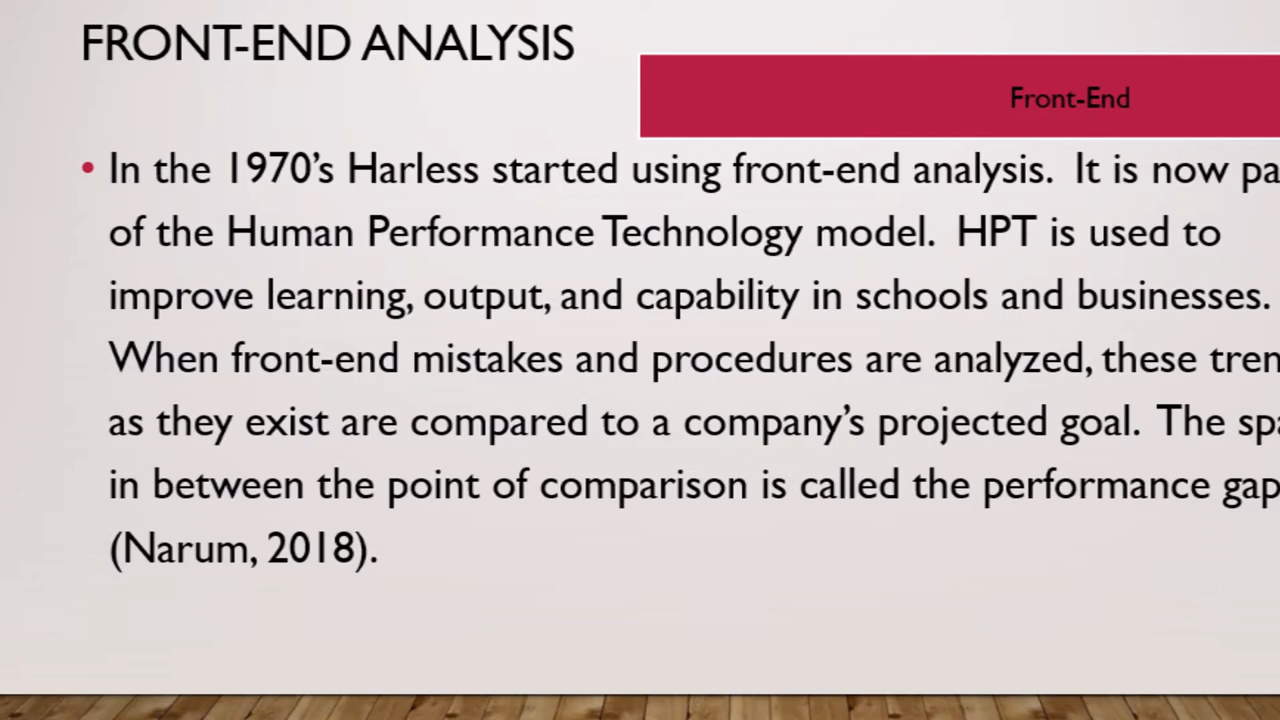 FRONT-END ANALYSIS
Front-End
• In the 1970’s Harless started using front-end analysis. It is now
of the Human Performance Technology model. HPT is used to
improve learning, output, and capability in schools and businesses.
When front-end mistakes and procedures are analyzed, these
as they exist are compared to a company’s projected goal. The
in between the point of comparison is called the performance gap
(Narum, 2018).